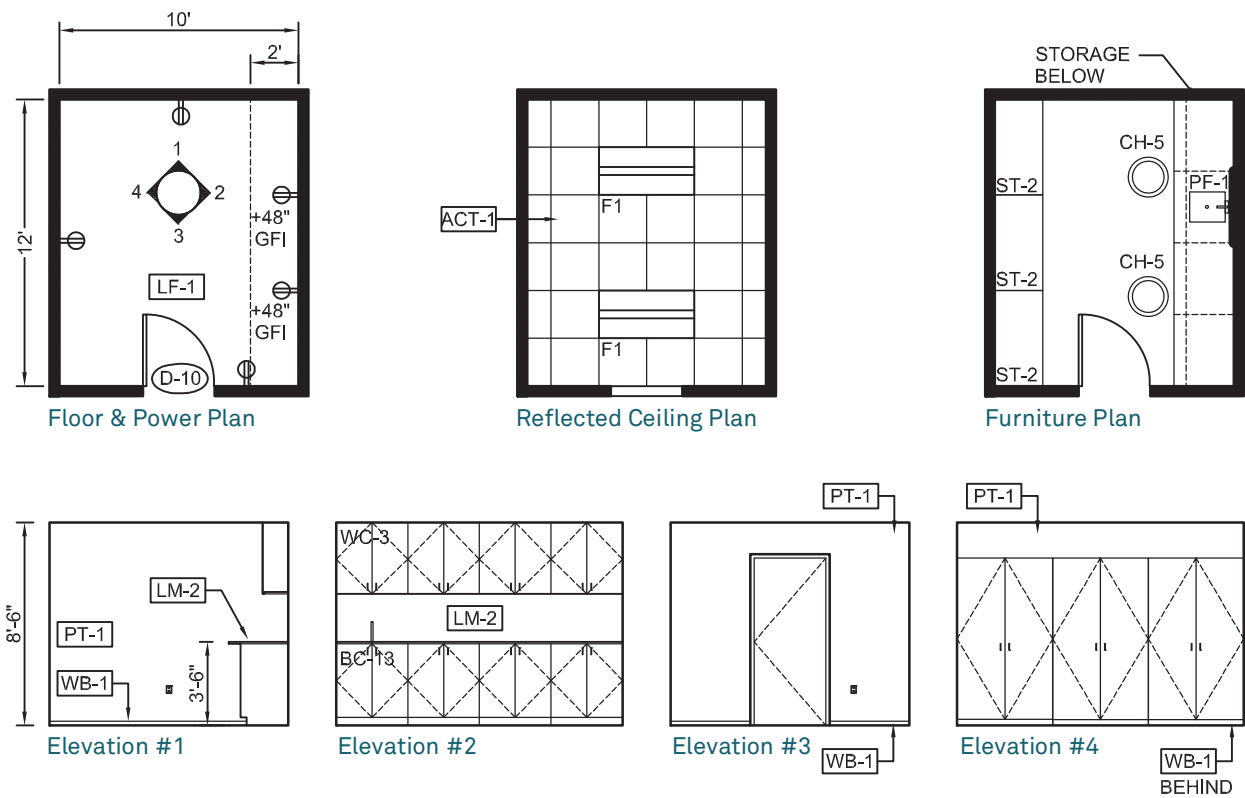 10'
2'
12'
1
4
2
3
+48"
GFI
LF-1
+48"
GFI
D-10
Floor & Power Plan
F1
ACT-1
F1
Reflected Ceiling Plan
STORAGE
BELOW
CH-5
ST-2
PF-1
CH-5
ST-2
ST-2
Furniture Plan
8'-6"
LM-2
PT-1
WB-1
3'-6"
Elevation #1
WC-3
LM-2
BC-13
Elevation #2
PT-1
Elevation #3
WB-1
PT-1
Elevation #4
WB-1
BEHIND